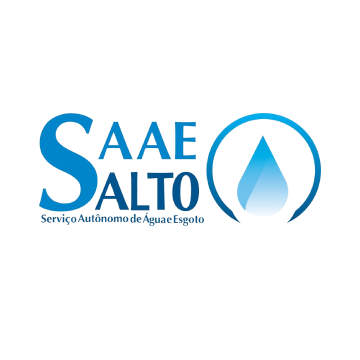 SAAE
SALTO
Serviço Autônomo de Água e Esgoto